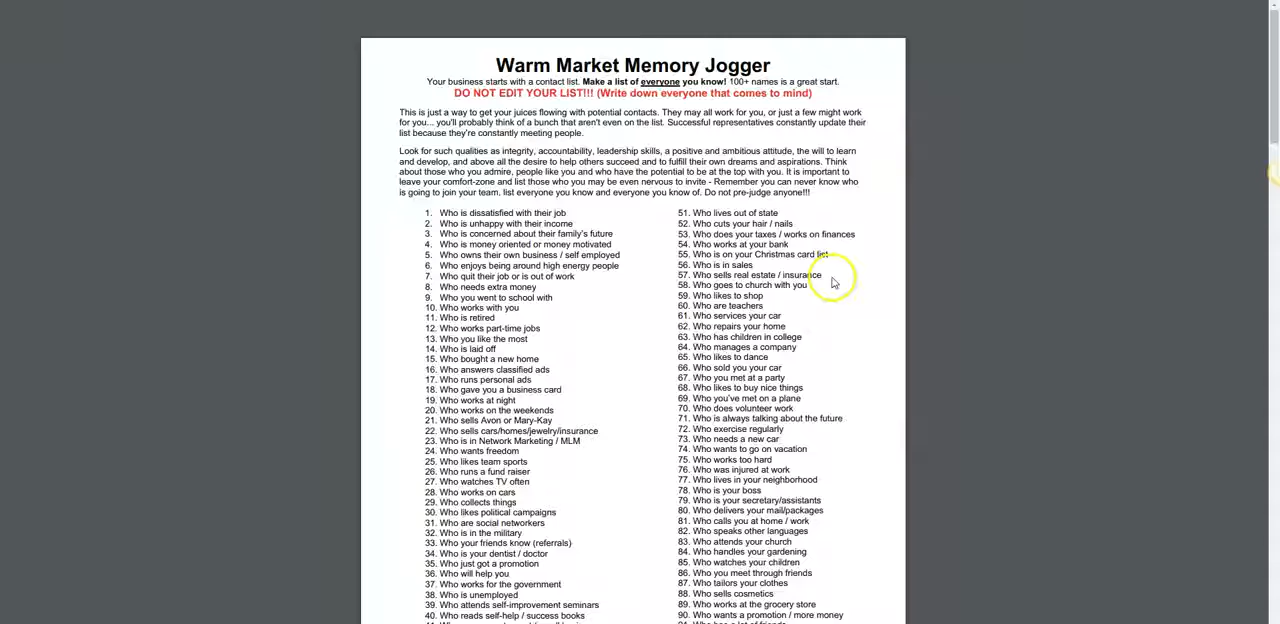 Warm Market Memory Jogger
Your business starts with a contact list. Make a list of everyone you know! 100+ names is a great start.
DO NOT EDIT YOUR LIST!!! (Write down everyone that comes to mind)
This is just a way to get your juices flowing with potential contacts. They may all work for you, or just a few might work
for you... you'll probably think of a bunch that aren't even on the list. Successful representatives constantly update their
list because they're constantly meeting people.
Look for such qualities as integrity, accountability, leadership skills, a positive and ambitious attitude, the will to learn
and develop, and above all the desire to help others succeed and to fulfill their own dreams and aspirations. Think
about those who you admire, people like you and who have the potential to be at the top with you. It is important to
leave your comfort-zone and list those who you may be even nervous to invite - Remember you can never know who
is going to join your team, list everyone you know and everyone you know of. Do not pre-judge anyone!!!
1. Who is dissatisfied with their job
2. Who is unhappy with their income
3. Who is concerned about their family's future
4. Who is money oriented or money motivated
5. Who owns their own business / self employed
6. Who enjoys being around high energy people
7. Who quit their job or is out of work
8. Who needs extra money
9. Who you went to school with
10. Who works with you
11. Who is retired
12. Who works part-time jobs
13. Who you like the most
14. Who is laid off
15. Who bought a new home
16. Who answers classified ads
17. Who runs personal ads
18. Who gave you a business card
19. Who works at night
20. Who works on the weekends
21. Who sells Avon or Mary-Kay
22. Who sells cars/homes/jewelry/insurance
23. Who is in Network Marketing / MLM
24. Who wants freedom
25. Who likes team sports
26. Who runs a fund raiser
27. Who watches TV often
28. Who works on cars
29. Who collects things
30. Who likes political campaigns
31. Who are social networkers
32. Who is in the military
33. Who your friends know (referrals)
34. Who is your dentist / doctor
35. Who just got a promotion
36. Who will help you
37. Who works for the government
38. Who is unemployed
39. Who attends self-improvement seminars
40. Who reads self-help / success books
51. Who lives out of state
52. Who cuts your hair / nails
53. Who does your taxes / works on finances
54. Who works at your bank
55. Who is on your Christmas card list
56. Who is in sales
57. Who sells real estate / insurance
58. Who goes to church with you
59. Who likes to shop
60. Who are teachers
61. Who services your car
62. Who repairs your home
63. Who has children in college
64. Who manages a company
65. Who likes to dance
66. Who sold you your car
67. Who you met at a party
68. Who likes to buy nice things
69. Who you've met on a plane
70. Who does volunteer work
71. Who is always talking about the future
72. Who exercise regularly
73. Who needs a new car
74. Who wants to go on vacation
75. Who works too hard
76. Who was injured at work
77. Who lives in your neighborhood
78. Who is your boss
79. Who is your secretary/assistants
80. Who delivers your mail/packages
81. Who calls you at home / work
82. Who speaks other languages
83. Who attends your church
84. Who handles your gardening
85. Who watches your children
86. Who you meet through friends
87. Who tailors your clothes
88. Who sells cosmetics
89. Who works at the grocery store
90. Who wants a promotion / more money